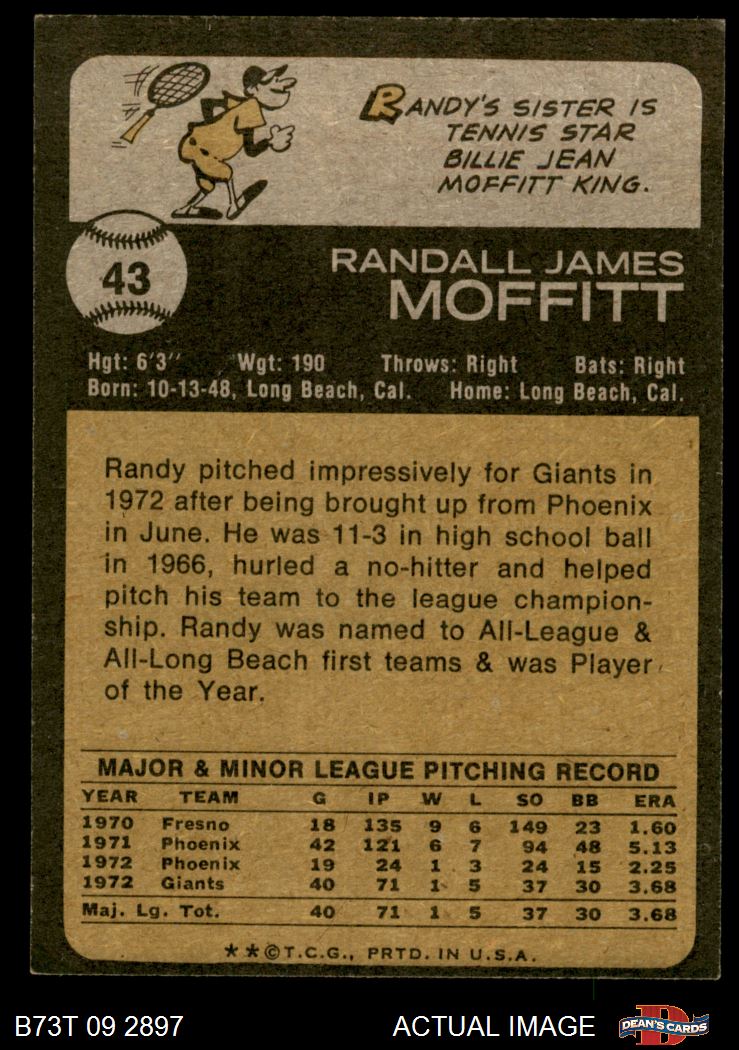 RANDY'S SISTER IS
TENNIS STAR
BILLIE JEAN
MOFFITT KING.
43
RANDALL JAMES
MOFFITT
Hgt: 6'3'' Wgt: 190 Throws: Right Bats: Right
Born: 10-13-48, Long Beach, Cal. Home: Long Beach, Cal.
Randy pitched impressively for Giants in
1972 after being brought up from Phoenix
in June. He was 11-3 in high school ball
in 1966, hurled a no-hitter and helped
pitch his team to the league champion-
ship. Randy was named to All-League &
All-Long Beach first teams & was Player
of the Year.
MAJOR & MINOR LEAGUE PITCHING RECORD
YEAR TEAM G IP W L SO BB ERA
1970 Fresno 18 135 9 6 149 23 1.60
1971 Phoenix 42 121 6 7 94 48 5.13
1972 Phoenix 19 24 1 3 24 15 2.25
1972 Giants 40 71 1 5 37 30 3.68
Maj. Lg. Tot. 40 71 1 5 37 30 3.68
**©T.C.G., PRTD. IN U.S.A.
B73T 09 2897 ACTUAL IMAGE D DEAN'S CARDS